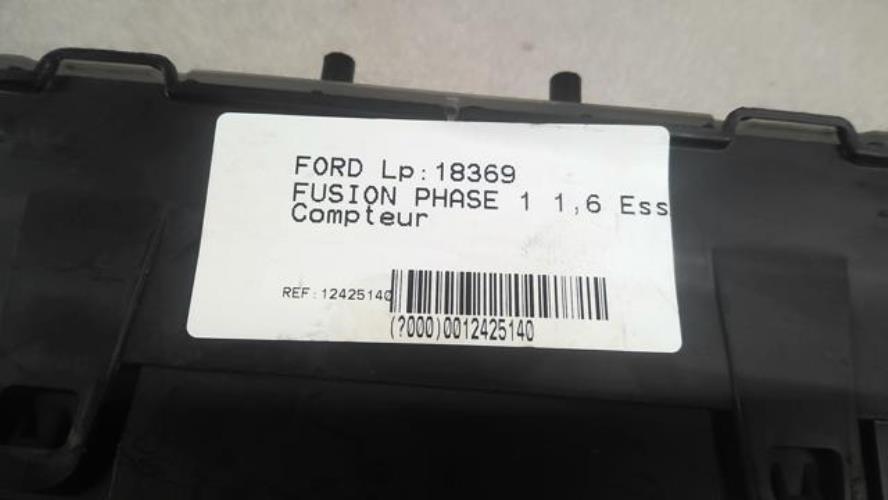 FORD Lp:18369
FUSION PHASE 1 1,6 Ess
Compteur
REF:12425140
(?000)0012425140